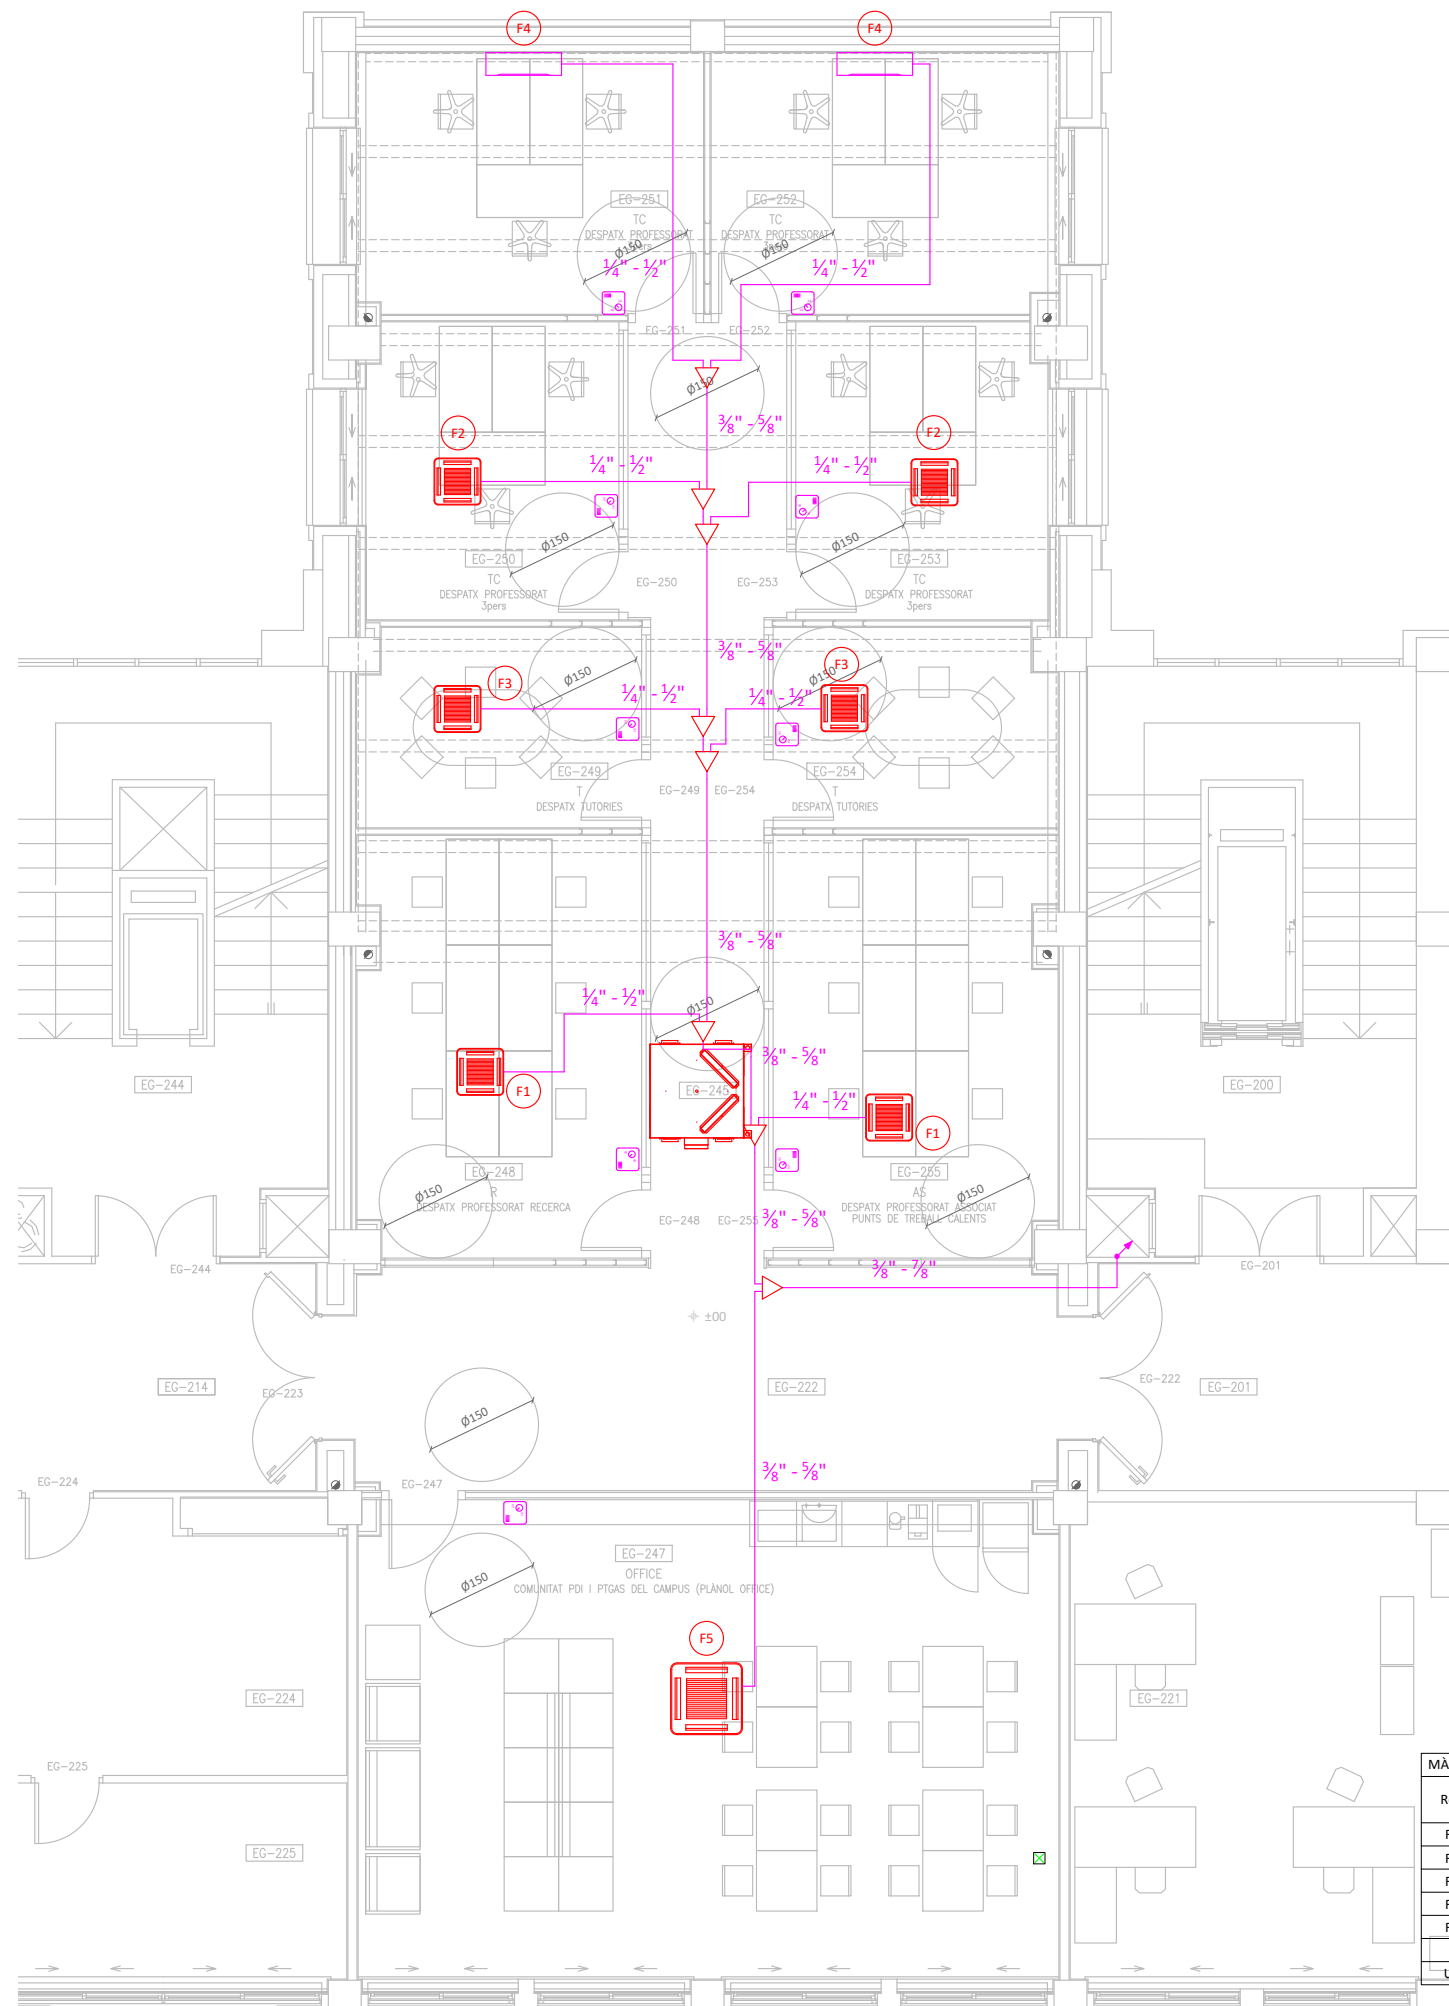 F4
F4
EG-251
EG-252
TC
TC
DESPATX PROFESSORAT
DESPATX PROFESSORAT
3pers
Ø150
Ø150
¼" - ½"
¼" - ½"
EG-251
EG-252
Ø150
⅜" - ⅝"
F2
F2
¼" - ½"
¼" - ½"
Ø150
Ø150
EG-250
EG-253
TC
TC
EG-250
EG-253
DESPATX PROFESSORAT
DESPATX PROFESSORAT
3pers
3pers
⅜" - ⅝"
F3
F3
Ø150
Ø150
¼" - ½"
¼" - ½"
EG-249
EG-254
T
T
EG-249
EG-254
DESPATX TUTORIES
DESPATX TUTORIES
⅜" - ⅝"
¼" - ½"
Ø150
⅜" - ⅝"
EG-244
EG-245
EG-200
F1
¼" - ½"
F1
EG-248
EG-255
R
AS
Ø150
Ø150
DESPATX PROFESSORAT RECERCA
DESPATX PROFESSORAT ASSOCIAT
PUNTS DE TREBALL CALENTS
EG-248
EG-255
⅜" - ⅝"
EG-244
⅜" - ⅞"
EG-201
±00
EG-214
EG-223
EG-222
EG-222
EG-201
Ø150
⅜" - ⅝"
EG-224
EG-247
EG-247
OFFICE
COMUNITAT PDI I PTGAS DEL CAMPUS (PLÀNOL OFFICE)
Ø150
F5
EG-224
EG-221
EG-225
EG-225
MÀ
R
F
F
F
F
F
U